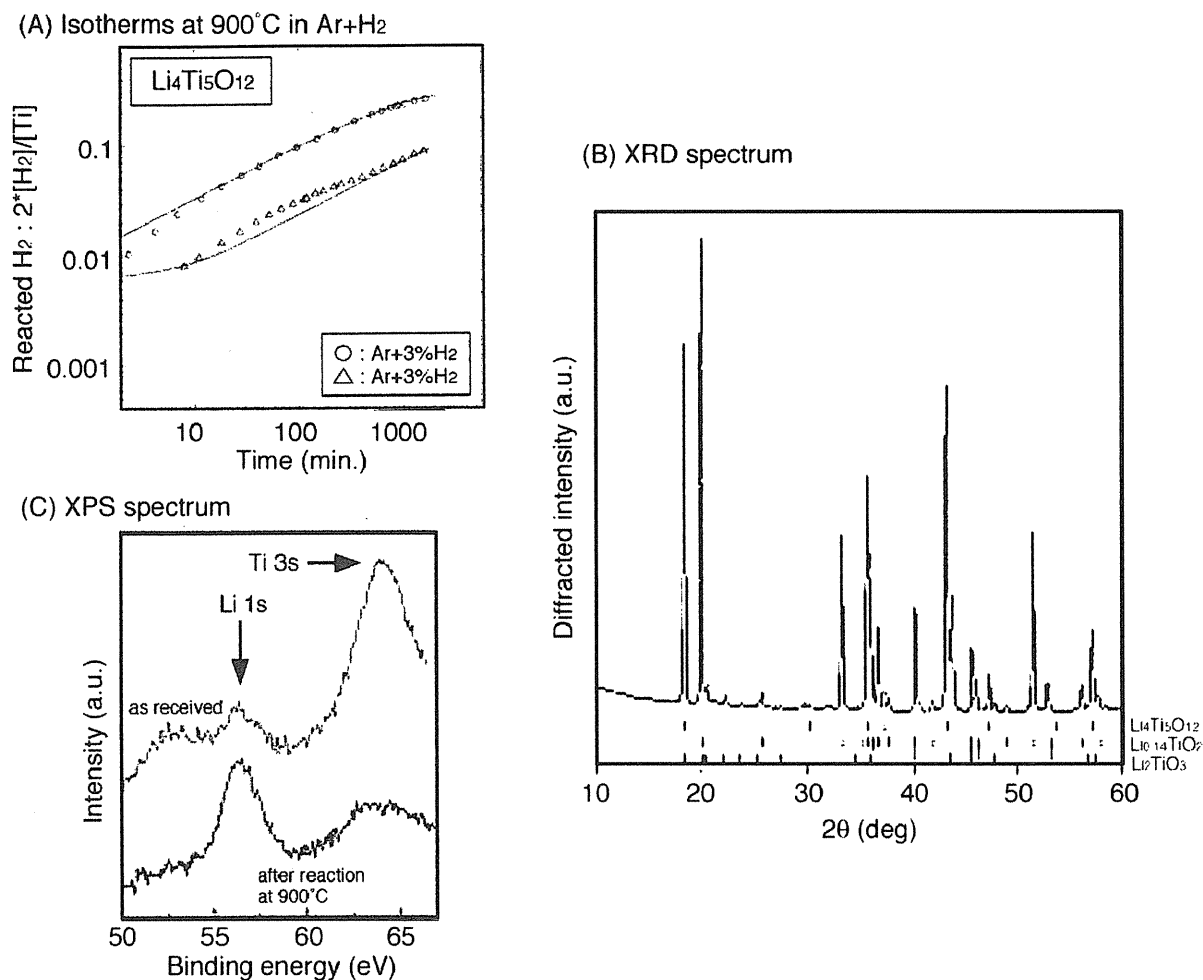 (A) Isotherms at 900°C in Ar+H2
Li4Ti5O12
Reacted H2 : 2*[H2]/[Ti]
0.1
0.01
0.001
○ : Ar+3%H2
△ : Ar+3%H2
10 100 1000
Time (min.)
(B) XRD spectrum
Diffracted intensity (a.u.)
Li4Ti5O12
Li0.14TiO2
Li2TiO3
10 20 30 40 50 60
2θ (deg)
(C) XPS spectrum
Ti 3s
Li 1s
as received
Intensity (a.u.)
after reaction
at 900°C
50 55 60 65
Binding energy (eV)